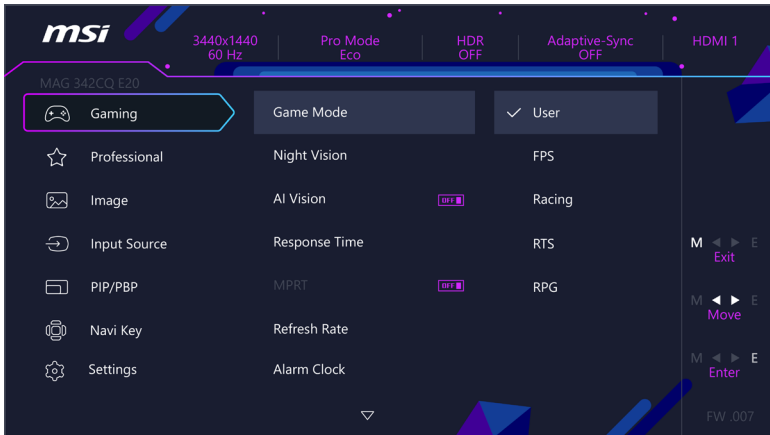 msi
3440x1440
60 Hz
Pro Mode
Eco
HDR
OFF
Adaptive-Sync
OFF
HDMI 1
MAG 342CQ E20
Gaming
Professional
Image
Input Source
PIP/PBP
Navi Key
Settings
Game Mode
Night Vision
AI Vision
OFF
Response Time
MPRT
OFF
Refresh Rate
Alarm Clock
User
FPS
Racing
RTS
RPG
M E
Exit
M E
Move
M E
Enter
FW .007